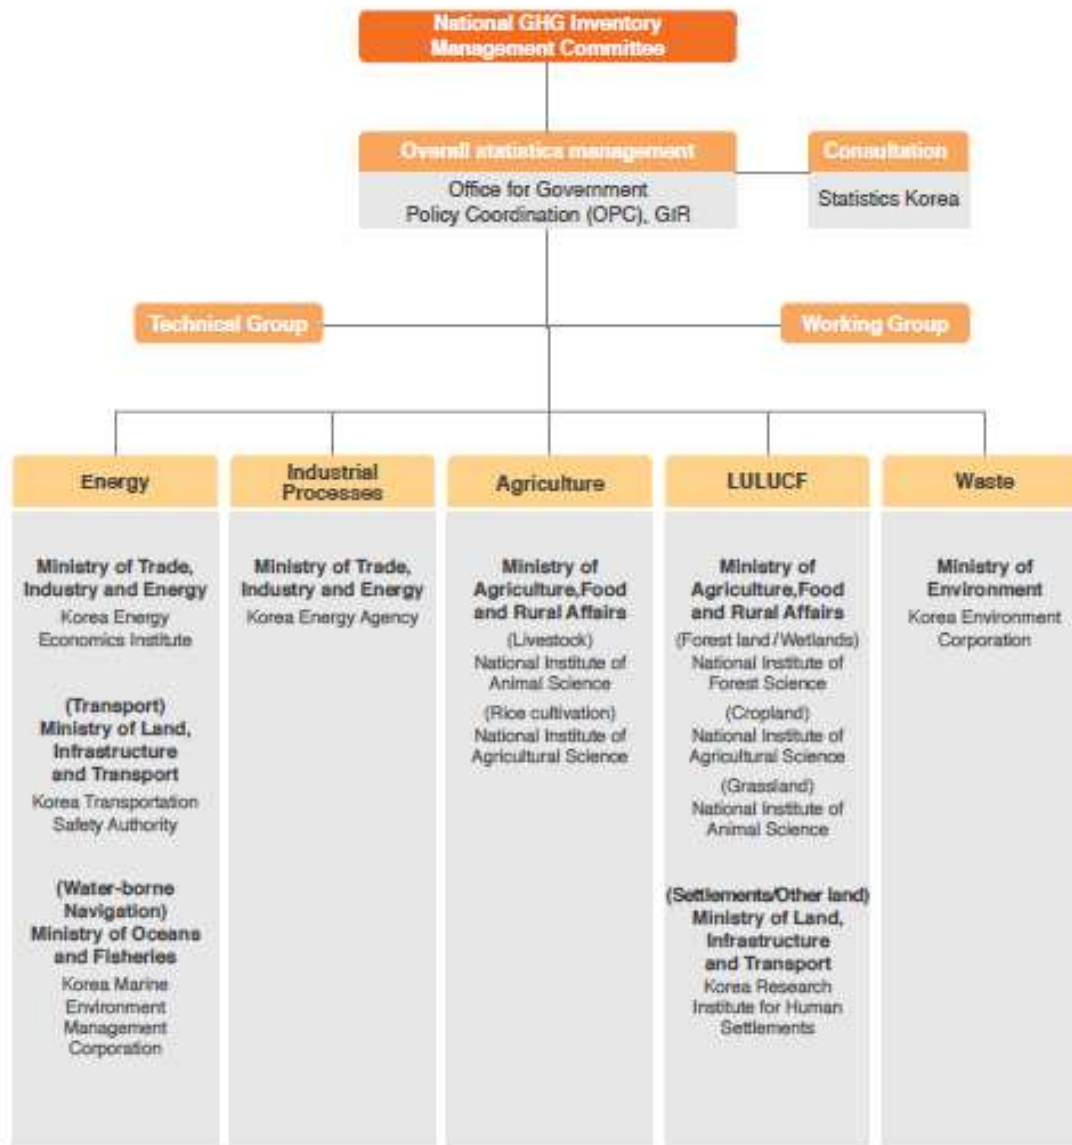 National GHG Inventory
Management Committee
Overall statistics management
Office for Government
Policy Coordination (OPC), GIR
Consultation
Statistics Korea
Technical Group
Working Group
Energy
Ministry of Trade,
Industry and Energy
Korea Energy
Economics Institute
(Transport)
Ministry of Land,
Infrastructure
and Transport
Korea Transportation
Safety Authority
(Water-borne
Navigation)
Ministry of Oceans
and Fisheries
Korea Marine
Environment
Management
Corporation
Industrial
Processes
Ministry of Trade,
Industry and Energy
Korea Energy Agency
Agriculture
Ministry of
Agriculture,Food
and Rural Affairs
(Livestock)
National Institute of
Animal Science
(Rice cultivation)
National Institute of
Agricultural Science
LULUCF
Ministry of
Agriculture,Food
and Rural Affairs
(Forest land/Wetlands)
National Institute of
Forest Science
(Cropland)
National Institute of
Agricultural Science
(Grassland)
National Institute of
Animal Science
(Settlements/Other land)
Ministry of Land,
Infrastructure
and Transport
Korea Research
Institute for Human
Settlements
Waste
Ministry of
Environment
Korea Environment
Corporation